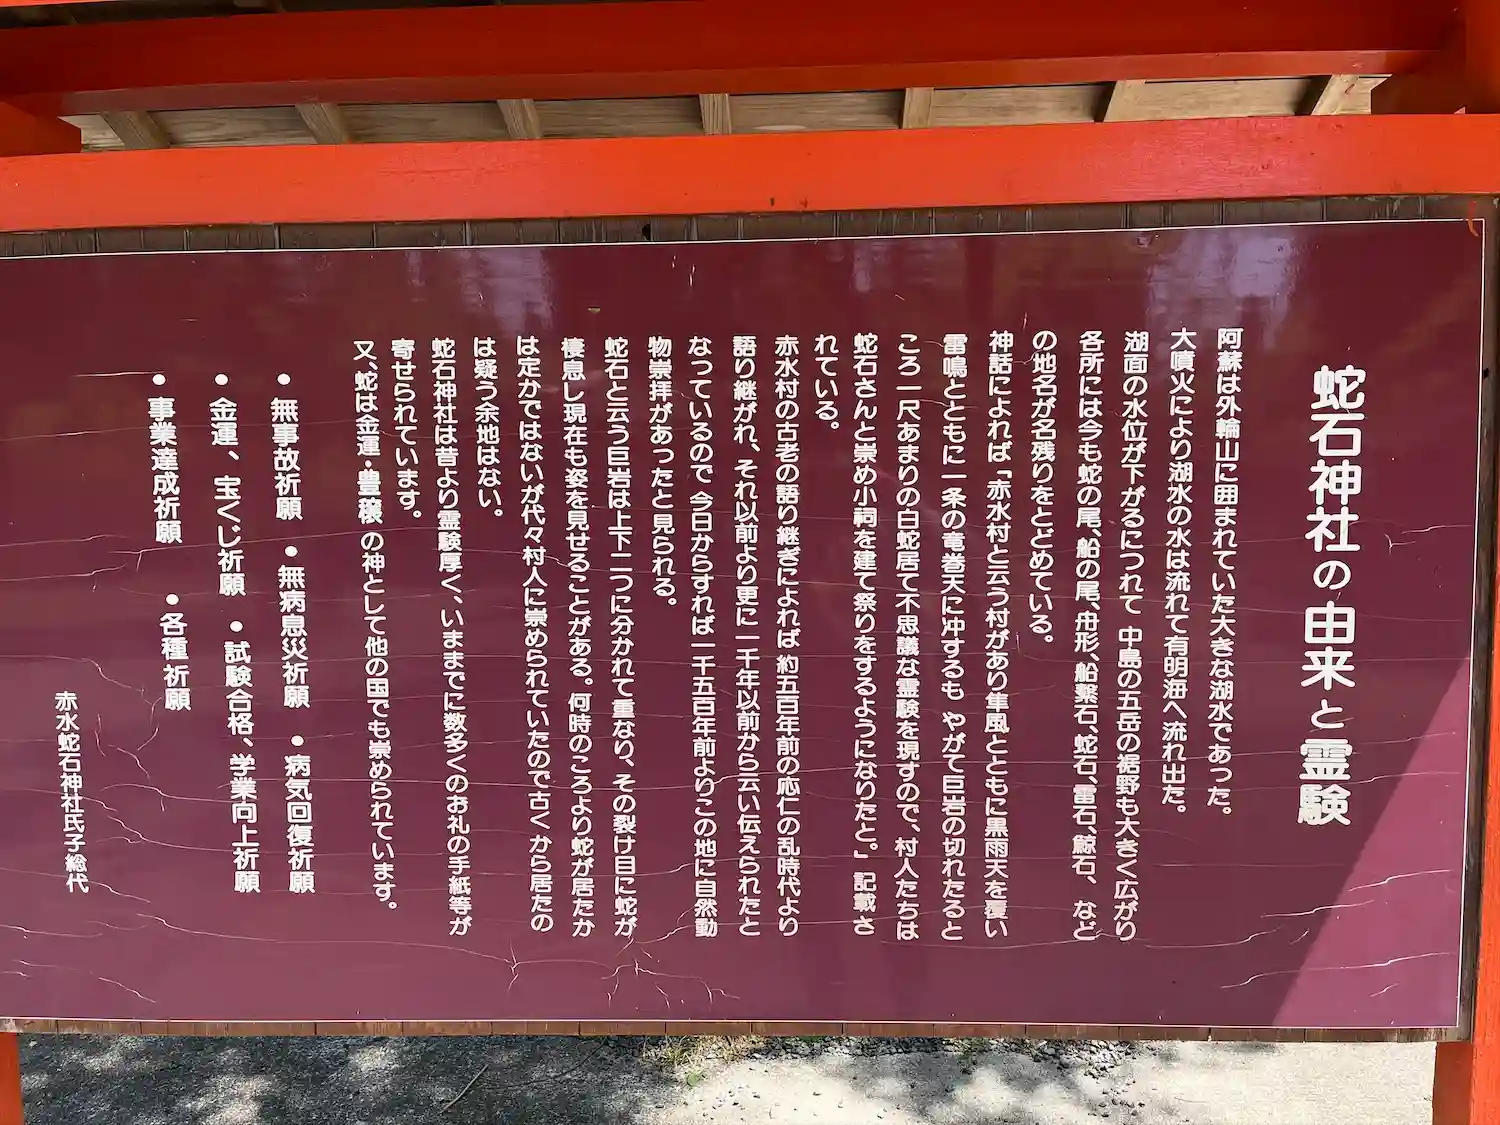 蛇石神社の由来と霊験
阿蘇は外輪山に囲まれていた大きな湖水であった。
大噴火により湖水の水は流れて有明海へ流れ出た。
湖面の水位が下がるにつれて 中島の五岳の裾野も大きく広がり
各所には今も蛇の尾、船の尾、舟形、船繋石、蛇石、雷石、鯨石、など
の地名が名残りをとどめている。
神話によれば「赤水村と云う村があり隼風とともに黒雨天を覆い
雷鳴とともに一条の竜巻天に冲するも やがて巨岩の切れたると
ころ一尺あまりの白蛇居て不思議な霊験を現すので、村人たちは
蛇石さんと崇め小祠を建て祭りをするようになりたと。」記載さ
れている。
赤水村の古老の語り継ぎによれば 約五百年前の応仁の乱時代より
語り継がれ、それ以前より更に一千年以前から云い伝えられたと
なっているので 今日からすれば一千五百年前よりこの地に自然動
物崇拝があったと見られる。
蛇石と云う巨岩は上下二つに分かれて重なり、その裂け目に蛇が
棲息し現在も姿を見せることがある。何時のころより蛇が居たか
は定かではないが代々村人に崇められていたので古くから居たの
は疑う余地はない。
蛇石神社は昔より霊験厚く、いままでに数多くのお礼の手紙等が
寄せられています。
又、蛇は金運・豊穣 の神として他の国でも崇められています。
●無事故祈願 ●無病息災祈願 ●病気回復祈願
●金運、宝くじ祈願 ●試験合格、学業向上祈願
●事業達成祈願 ●各種祈願
赤水蛇石神社氏子総代